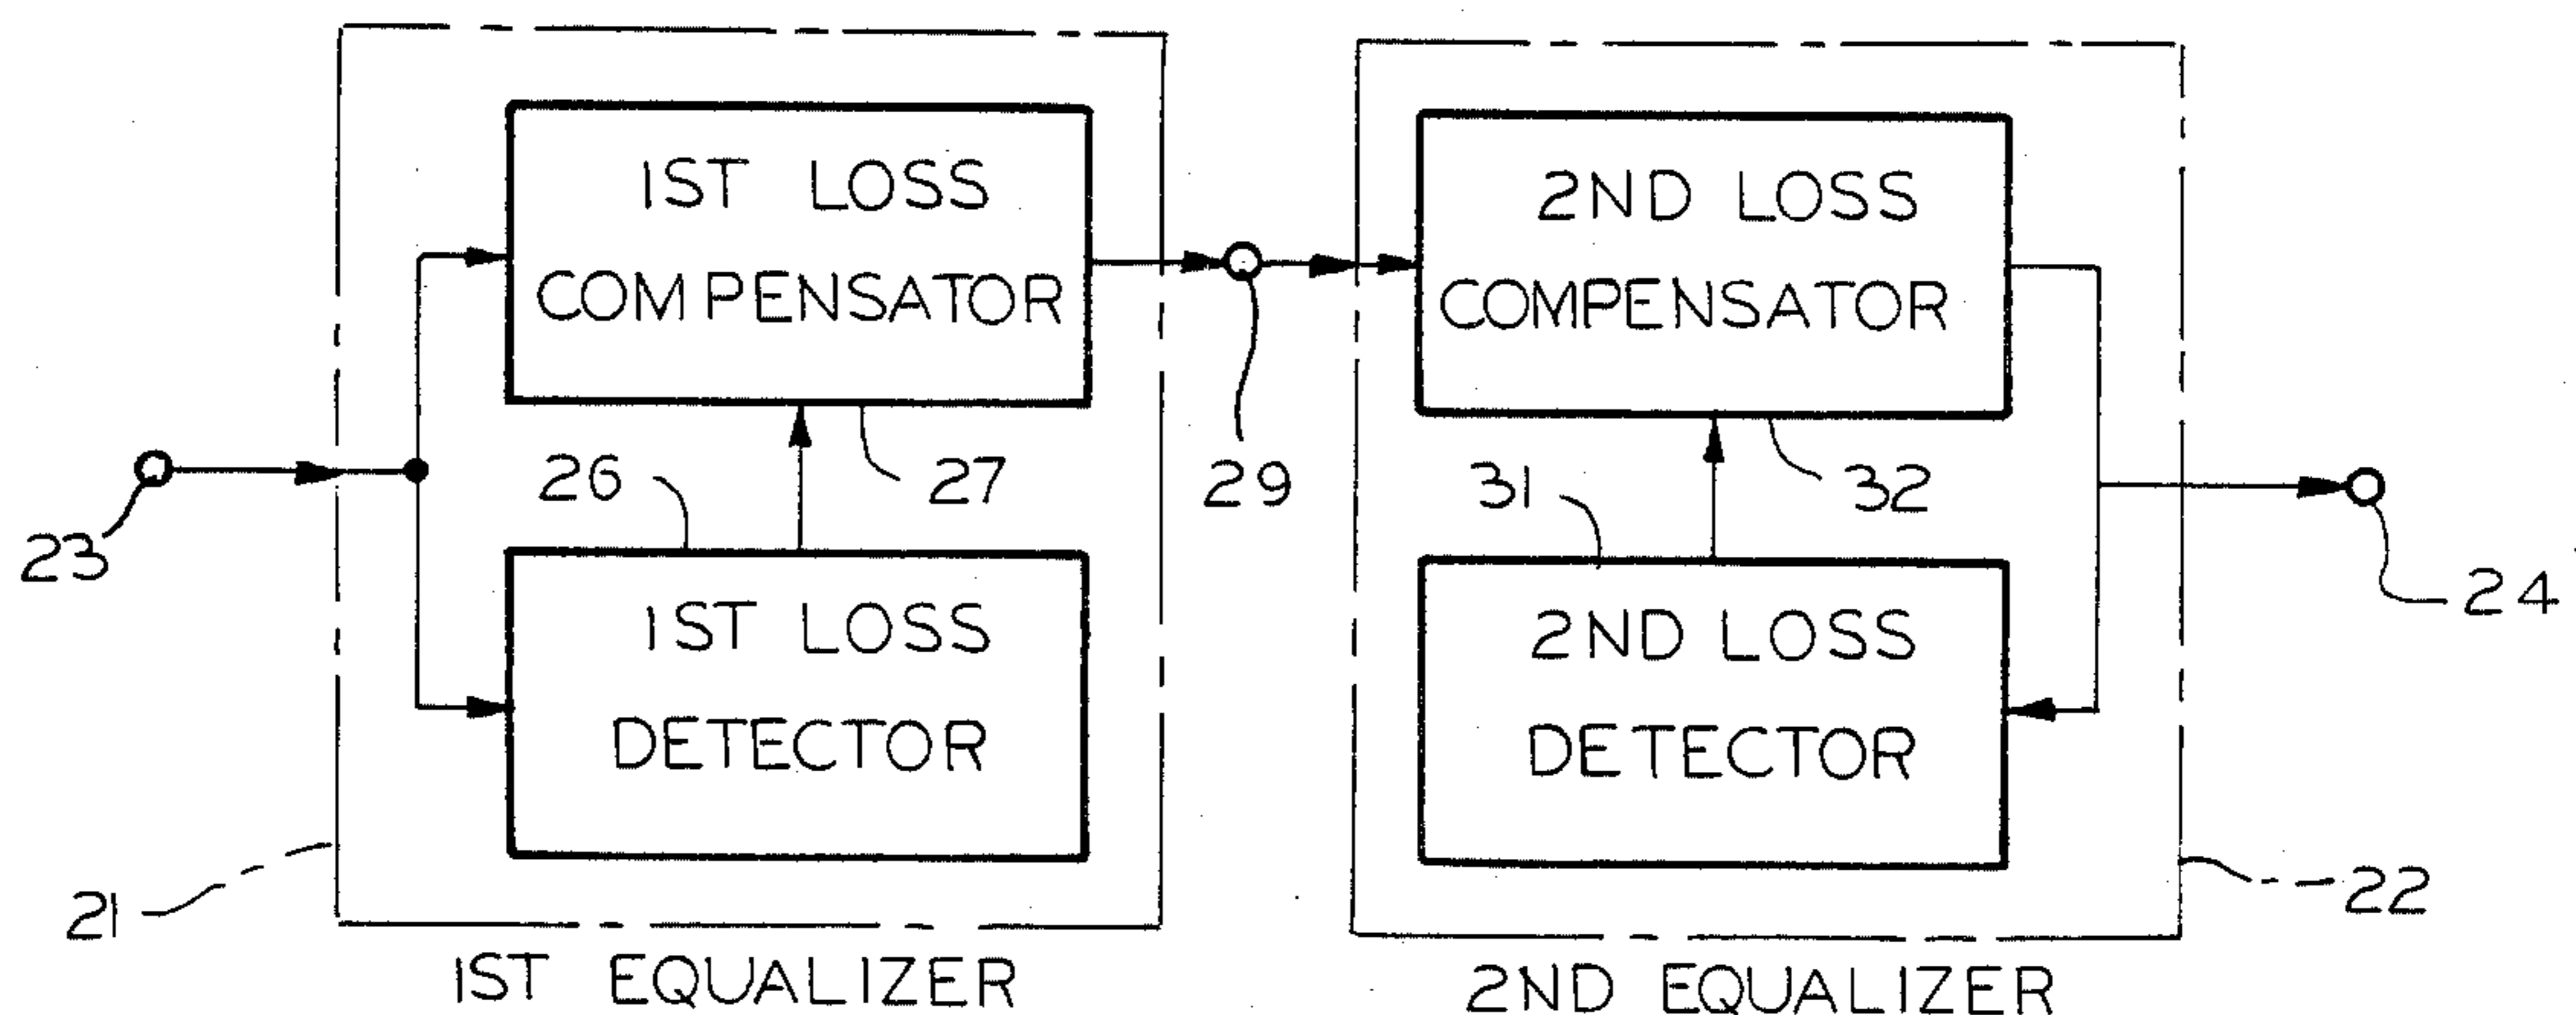 1ST LOSS
COMPENSATOR
2ND LOSS
COMPENSATOR
23
26
27
29
31
32
24
1ST LOSS
DETECTOR
2ND LOSS
DETECTOR
21
22
1ST EQUALIZER
2ND EQUALIZER